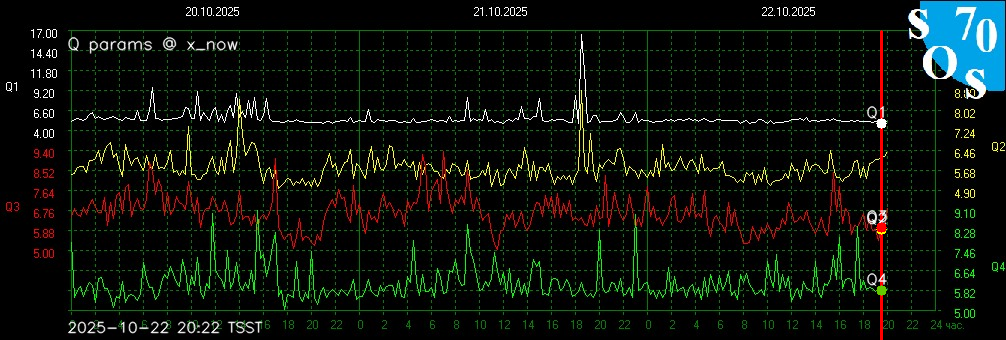 20.10.2025 21.10.2025 22.10.2025
Q params @ x_now
S 70
O S
Q1
17.00
14.40
11.80
9.20
6.60
4.00
Q3
9.40
8.52
7.64
6.76
5.88
5.00
Q1
Q3
Q4
8.02
7.24
6.46
5.68
4.90
Q2
9.10
8.28
7.46
6.64
5.82
5.00
Q4
2025-10-22 20:22 TSST
18 20 22 0 2 4 6 8 10 12 14 16 18 20 22 0 2 4 6 8 10 12 14 16 18 20 22 24 час.